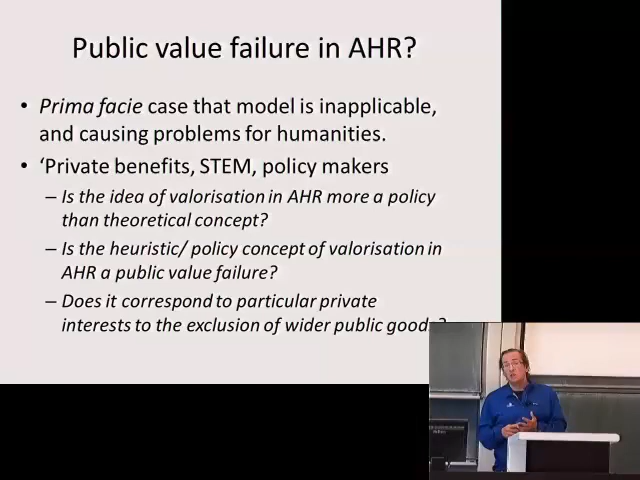 Public value failure in AHR?
• Prima facie case that model is inapplicable,
and causing problems for humanities.
• ‘Private benefits, STEM, policy makers
– Is the idea of valorisation in AHR more a policy
than theoretical concept?
– Is the heuristic/ policy concept of valorisation in
AHR a public value failure?
– Does it correspond to particular private
interests to the exclusion of wider public goods?